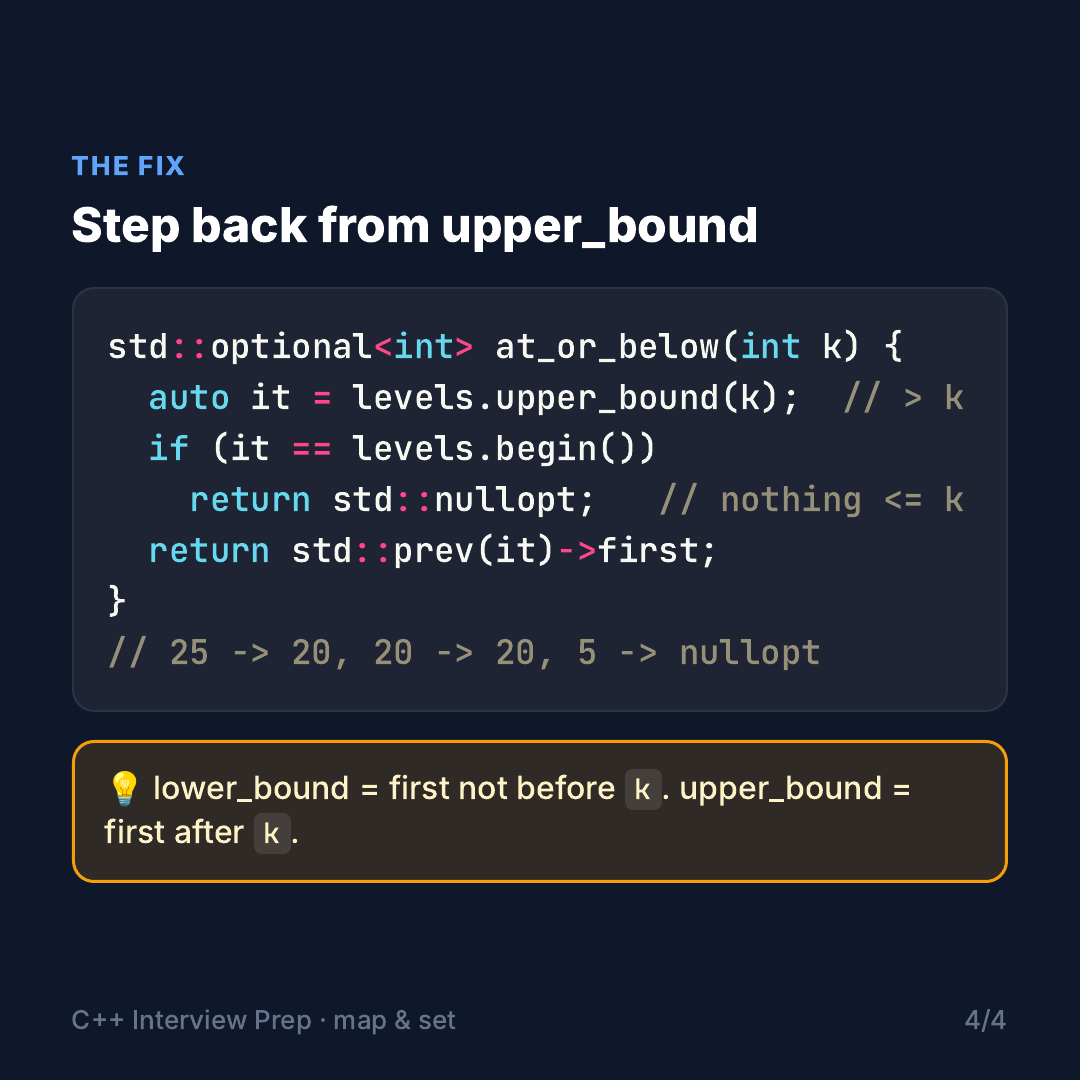 THE FIX
Step back from upper_bound
std::optional<int> at_or_below(int k) {
  auto it = levels.upper_bound(k);  // > k
  if (it == levels.begin())
    return std::nullopt;   // nothing <= k
  return std::prev(it)->first;
}
// 25 -> 20, 20 -> 20, 5 -> nullopt
💡 lower_bound = first not before k. upper_bound =
first after k.
C++ Interview Prep · map & set
4/4